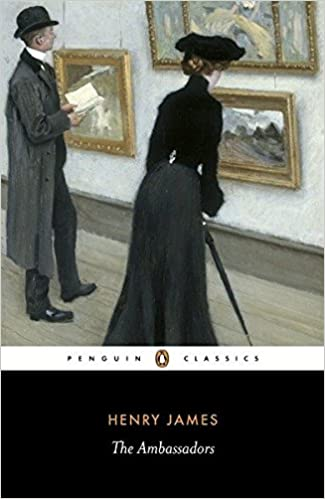 PENGUIN CLASSICS
HENRY JAMES
The Ambassadors